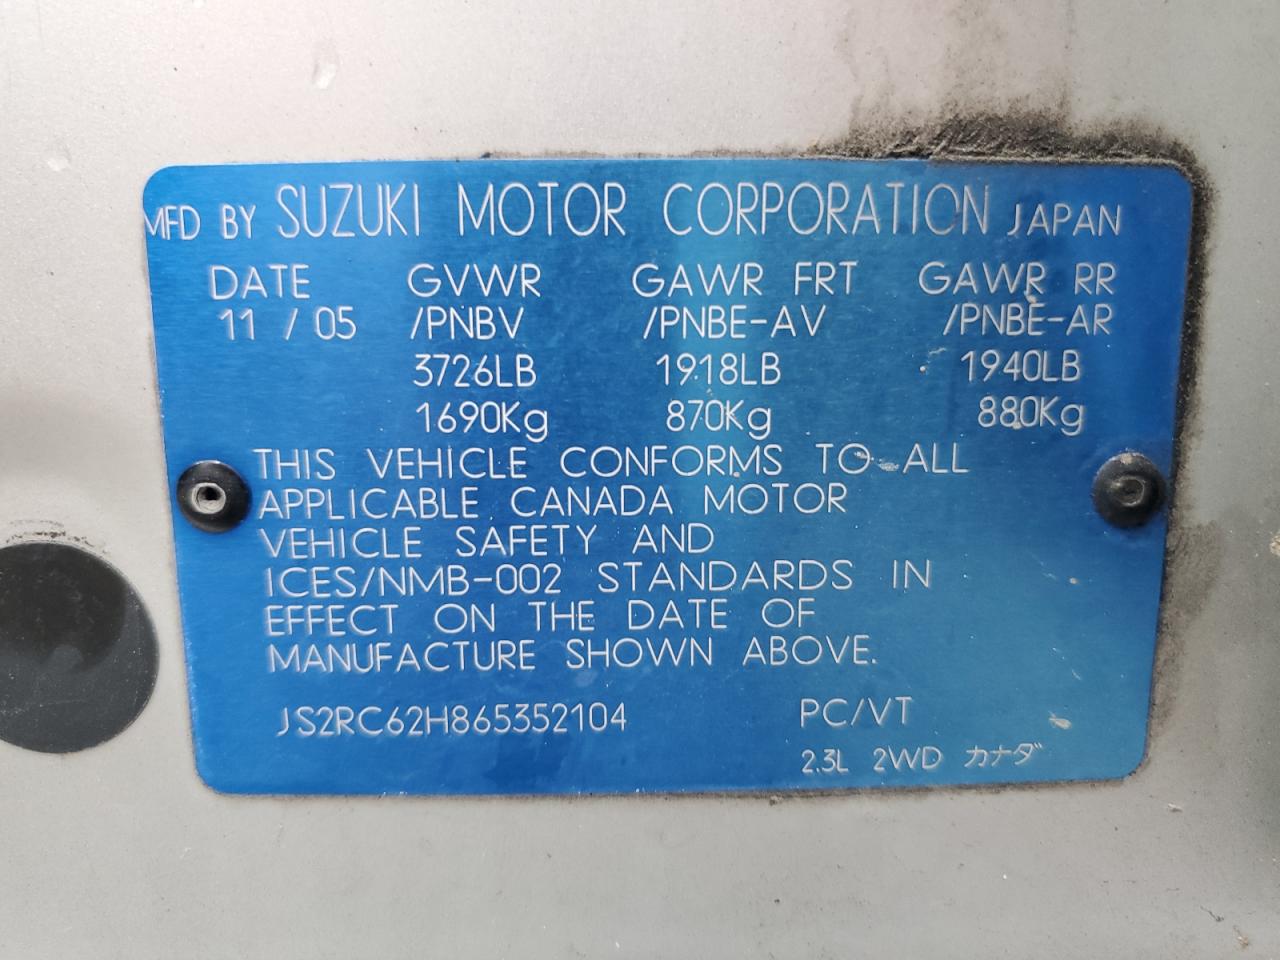 MFD BY SUZUKI MOTOR CORPORATION JAPAN
DATE GVWR GAWR FRT GAWR RR
11 / 05 /PNBV /PNBE-AV /PNBE-AR
3726LB 1918LB 1940LB
1690Kg 870Kg 880Kg
THIS VEHICLE CONFORMS TO ALL
APPLICABLE CANADA MOTOR
VEHICLE SAFETY AND
ICES/NMB-002 STANDARDS IN
EFFECT ON THE DATE OF
MANUFACTURE SHOWN ABOVE.
JS2RC62H865352104 PC/VT
2.3L 2WD カナダ